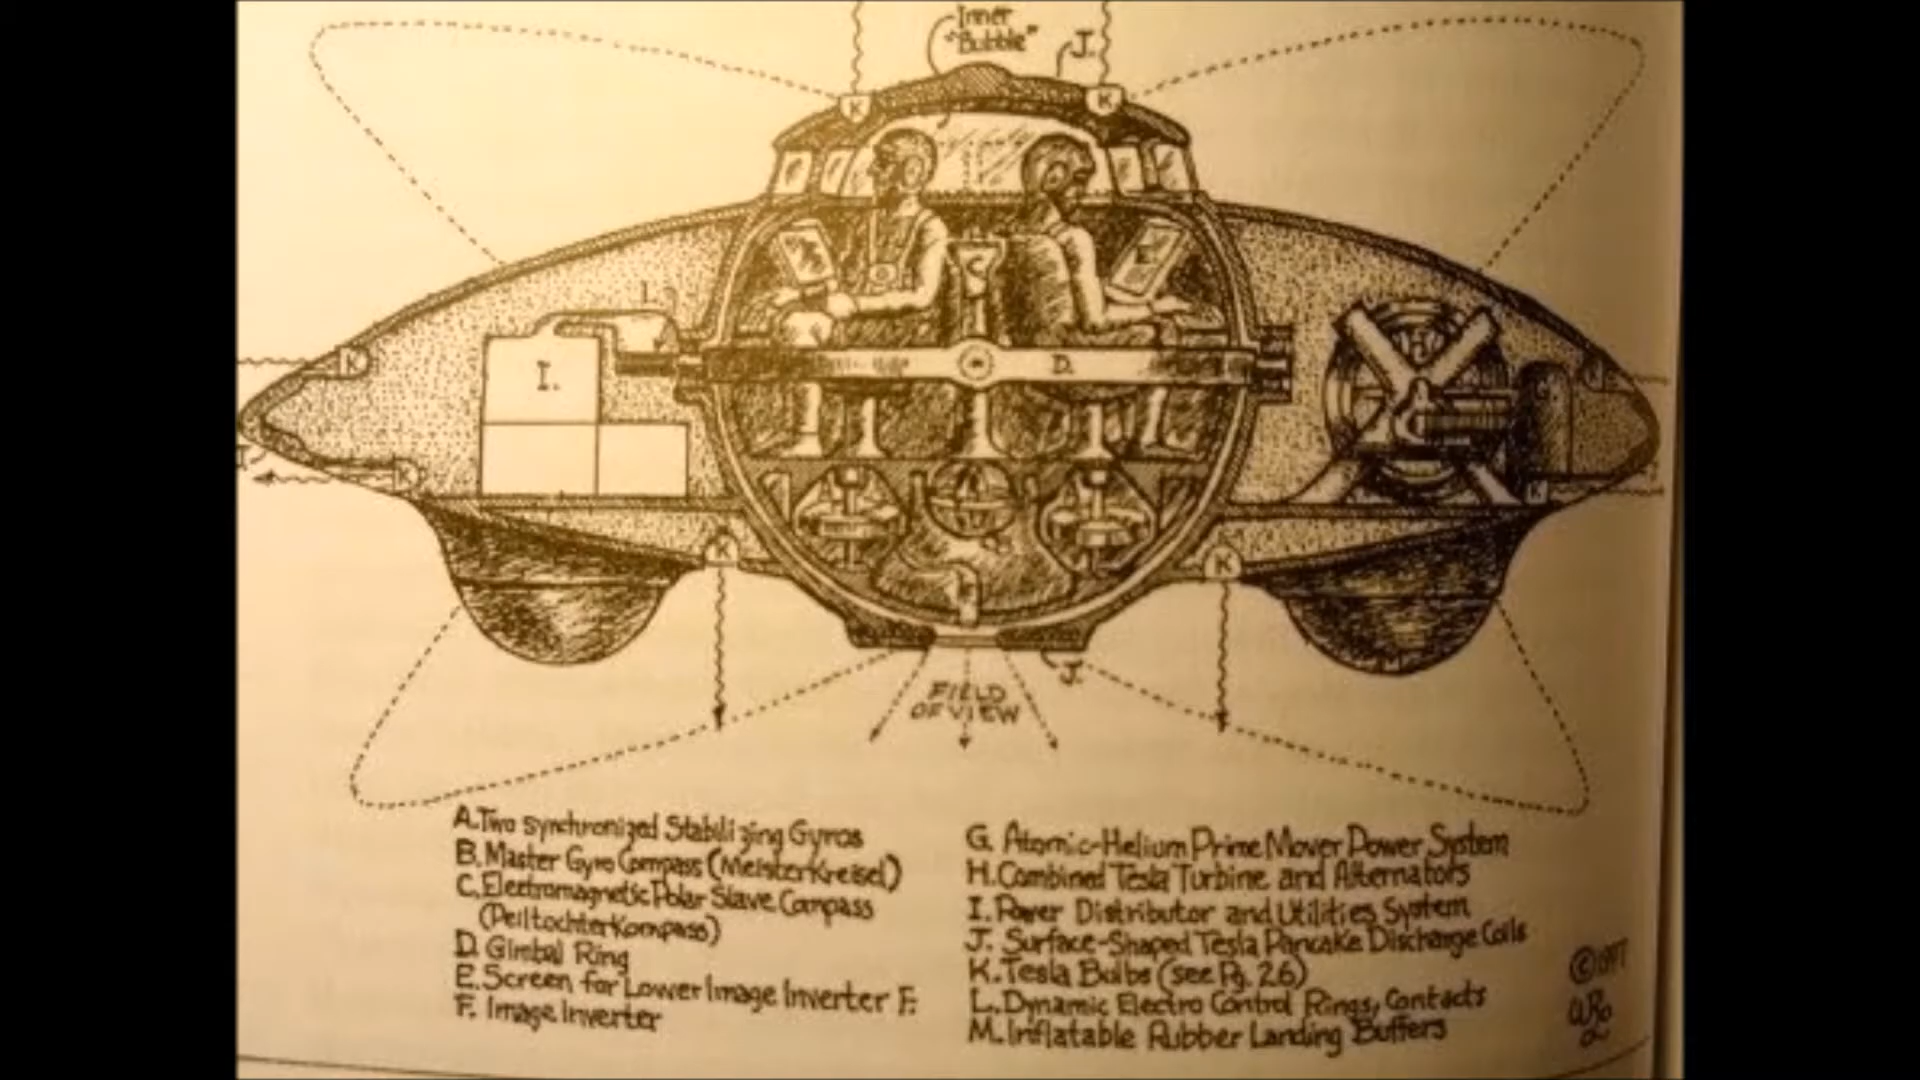 Inner
"Bubble"
J.
K
K
C
E
L
I.
D.
H
G
K
K
K
K
K
F
J.
FIELD
OF VIEW
A. Two Synchronized Stabilizing Gyros
B. Master Gyro Compass (Meisterkreisel)
C. Electromagnetic Polar Slave Compass
(Peiltochterkompass)
D. Gimbal Ring
E. Screen for Lower Image Inverter F.
F. Image Inverter
G. Atomic-Helium Prime Mover Power System
H. Combined Tesla Turbine and Alternators
I. Power Distributor and Utilities System
J. Surface-Shaped Tesla Pancake Discharge Coils
K. Tesla Bulbs (see Pg. 26)
L. Dynamic Electro Control Rings, Contacts
M. Inflatable Rubber Landing Buffers